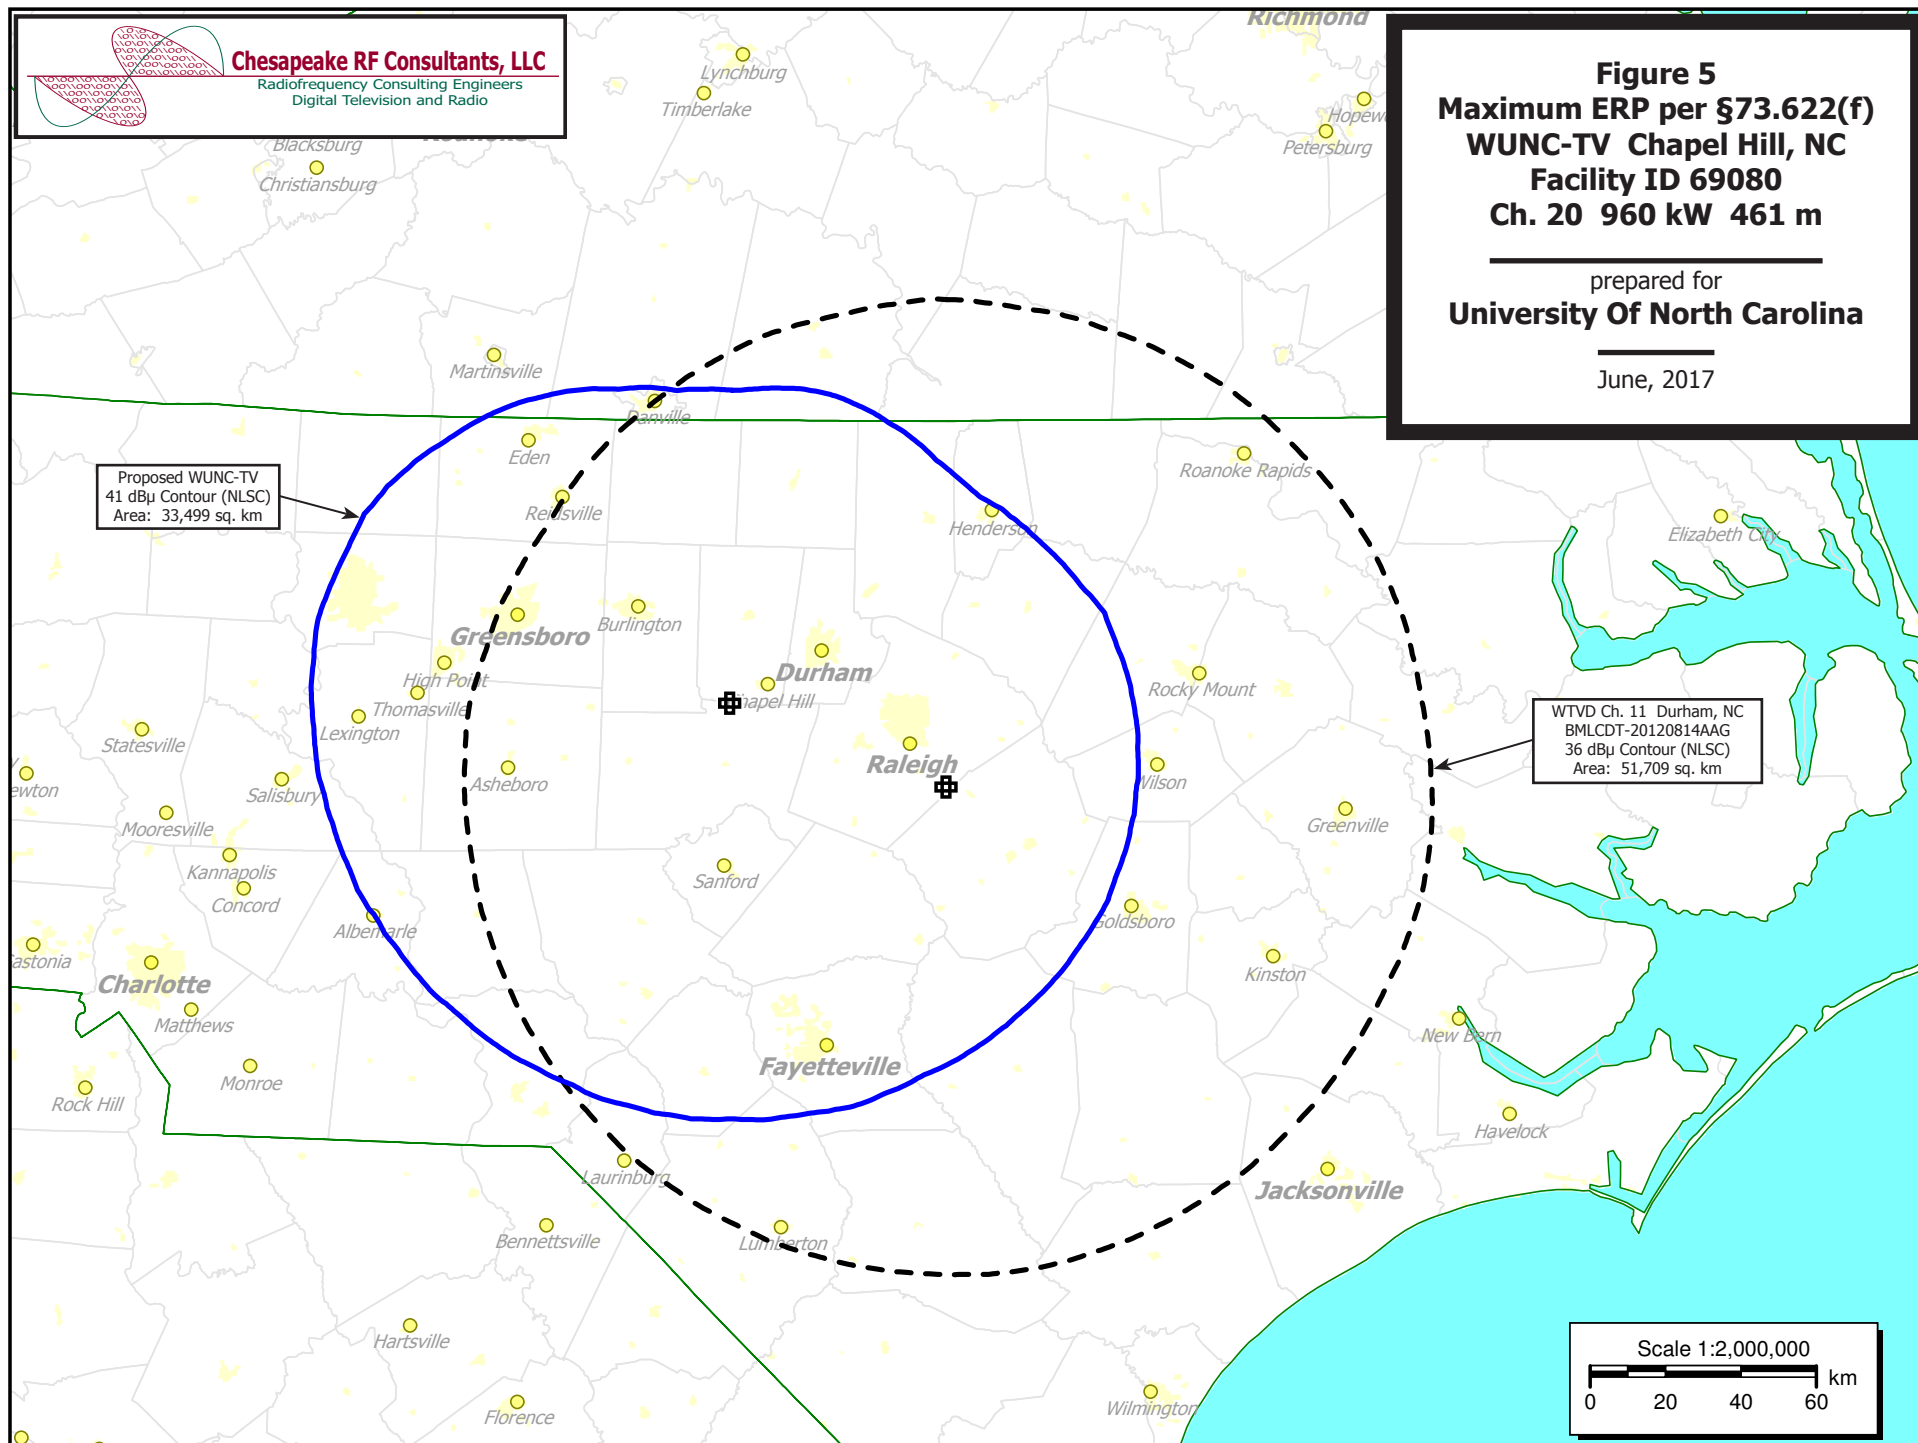 Chesapeake RF Consultants, LLC
Radiofrequency Consulting Engineers
Digital Television and Radio
Figure 5
Maximum ERP per §73.622(f)
WUNC-TV Chapel Hill, NC
Facility ID 69080
Ch. 20 960 kW 461 m
prepared for
University Of North Carolina
June, 2017
Richmond
Lynchburg
Timberlake
Hopew
Petersburg
Blacksburg
Christiansburg
Martinsville
Danville
Eden
Reidsville
Roanoke Rapids
Henderson
Elizabeth City
Proposed WUNC-TV
41 dBµ Contour (NLSC)
Area: 33,499 sq. km
Greensboro
Burlington
Durham
High Point
Chapel Hill
Thomasville
Rocky Mount
Lexington
Statesville
Raleigh
Asheboro
Wilson
WTVD Ch. 11 Durham, NC
BMLCDT-20120814AAG
36 dBµ Contour (NLSC)
Area: 51,709 sq. km
ewton
Salisbury
Mooresville
Greenville
Kannapolis
Sanford
Concord
Albemarle
Goldsboro
astonia
Charlotte
Kinston
Matthews
New Bern
Fayetteville
Monroe
Rock Hill
Havelock
Laurinburg
Jacksonville
Bennettsville
Lumberton
Hartsville
Florence
Wilmington
Scale 1:2,000,000
km
0 20 40 60